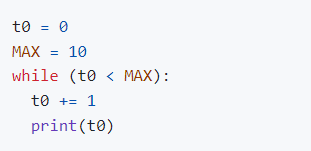 t0 = 0
MAX = 10
while (t0 < MAX):
  t0 += 1
  print(t0)